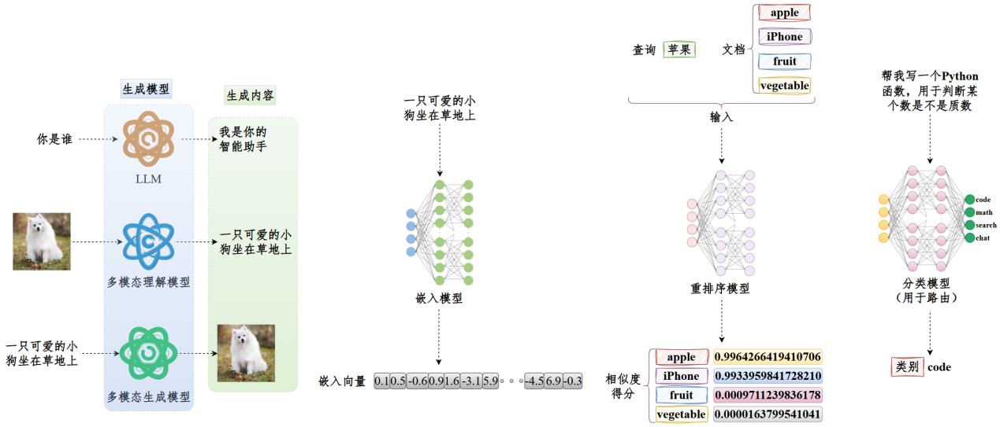 生成模型
生成内容
你是谁
LLM
我是你的
智能助手
多模态理解模型
一只可爱的小
狗坐在草地上
一只可爱的小
狗坐在草地上
多模态生成模型
一只可爱的小
狗坐在草地上
嵌入模型
嵌入向量 0.1 0.5 -0.6 0.9 1.6 -3.1 5.9 -4.5 6.9 -0.3
查询 苹果
文档
apple
iPhone
fruit
vegetable
输入
重排序模型
相似度
得分
apple 0.9964266419410706
iPhone 0.9933959841728210
fruit 0.0009711239836178
vegetable 0.0000163799541041
帮我写一个Python
函数，用于判断某
个数是不是质数
code
math
search
chat
分类模型
（用于路由）
类别 code